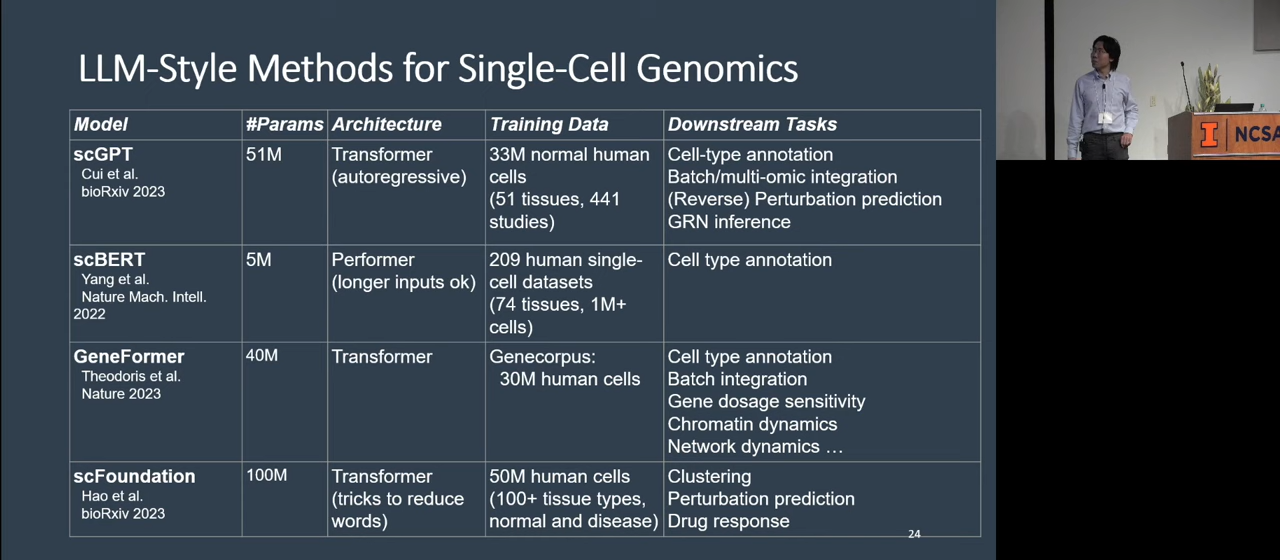 LLM-Style Methods for Single-Cell Genomics
Model #Params Architecture Training Data Downstream Tasks
scGPT
Cui et al.
bioRxiv 2023
51M
Transformer
(autoregressive)
33M normal human
cells
(51 tissues, 441
studies)
Cell-type annotation
Batch/multi-omic integration
(Reverse) Perturbation prediction
GRN inference
scBERT
Yang et al.
Nature Mach. Intell.
2022
5M
Performer
(longer inputs ok)
209 human single-
cell datasets
(74 tissues, 1M+
cells)
Cell type annotation
GeneFormer
Theodoris et al.
Nature 2023
40M
Transformer
Genecorpus:
30M human cells
Cell type annotation
Batch integration
Gene dosage sensitivity
Chromatin dynamics
Network dynamics …
scFoundation
Hao et al.
bioRxiv 2023
100M
Transformer
(tricks to reduce
words)
50M human cells
(100+ tissue types,
normal and disease)
Clustering
Perturbation prediction
Drug response
24
I NCSA